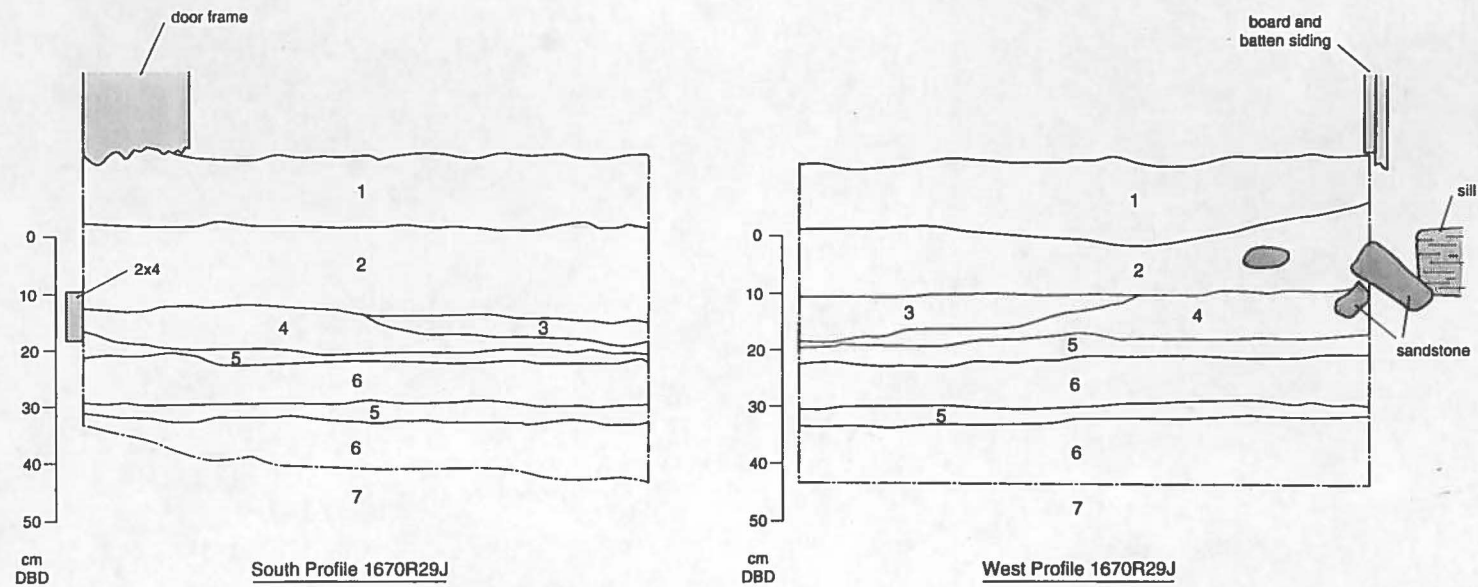 door frame
1
2
2x4
4
3
5
6
5
6
7
0
10
20
30
40
50
cm
DBD
South Profile 1670R29J
board and
batten siding
sill
1
2
3
4
5
6
5
6
7
sandstone
0
10
20
30
40
50
cm
DBD
West Profile 1670R29J